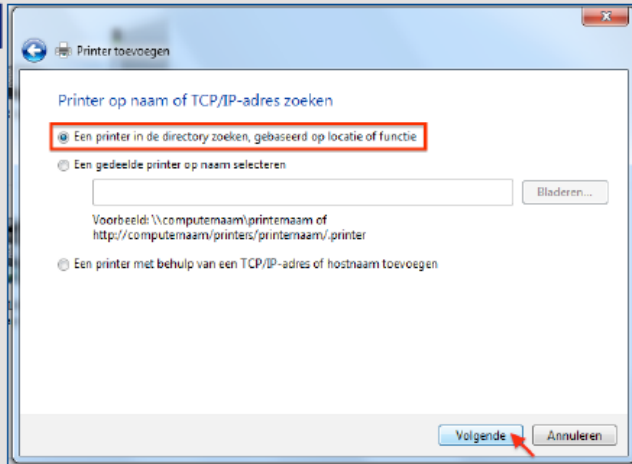 Printer toevoegen
Printer op naam of TCP/IP-adres zoeken
Een printer in de directory zoeken, gebaseerd op locatie of functie
Een gedeelde printer op naam selecteren
Bladeren...
Voorbeeld: \\computernaam\printernaam of
http://computernaam/printers/printernaam/.printer
Een printer met behulp van een TCP/IP-adres of hostnaam toevoegen
Volgende
Annuleren